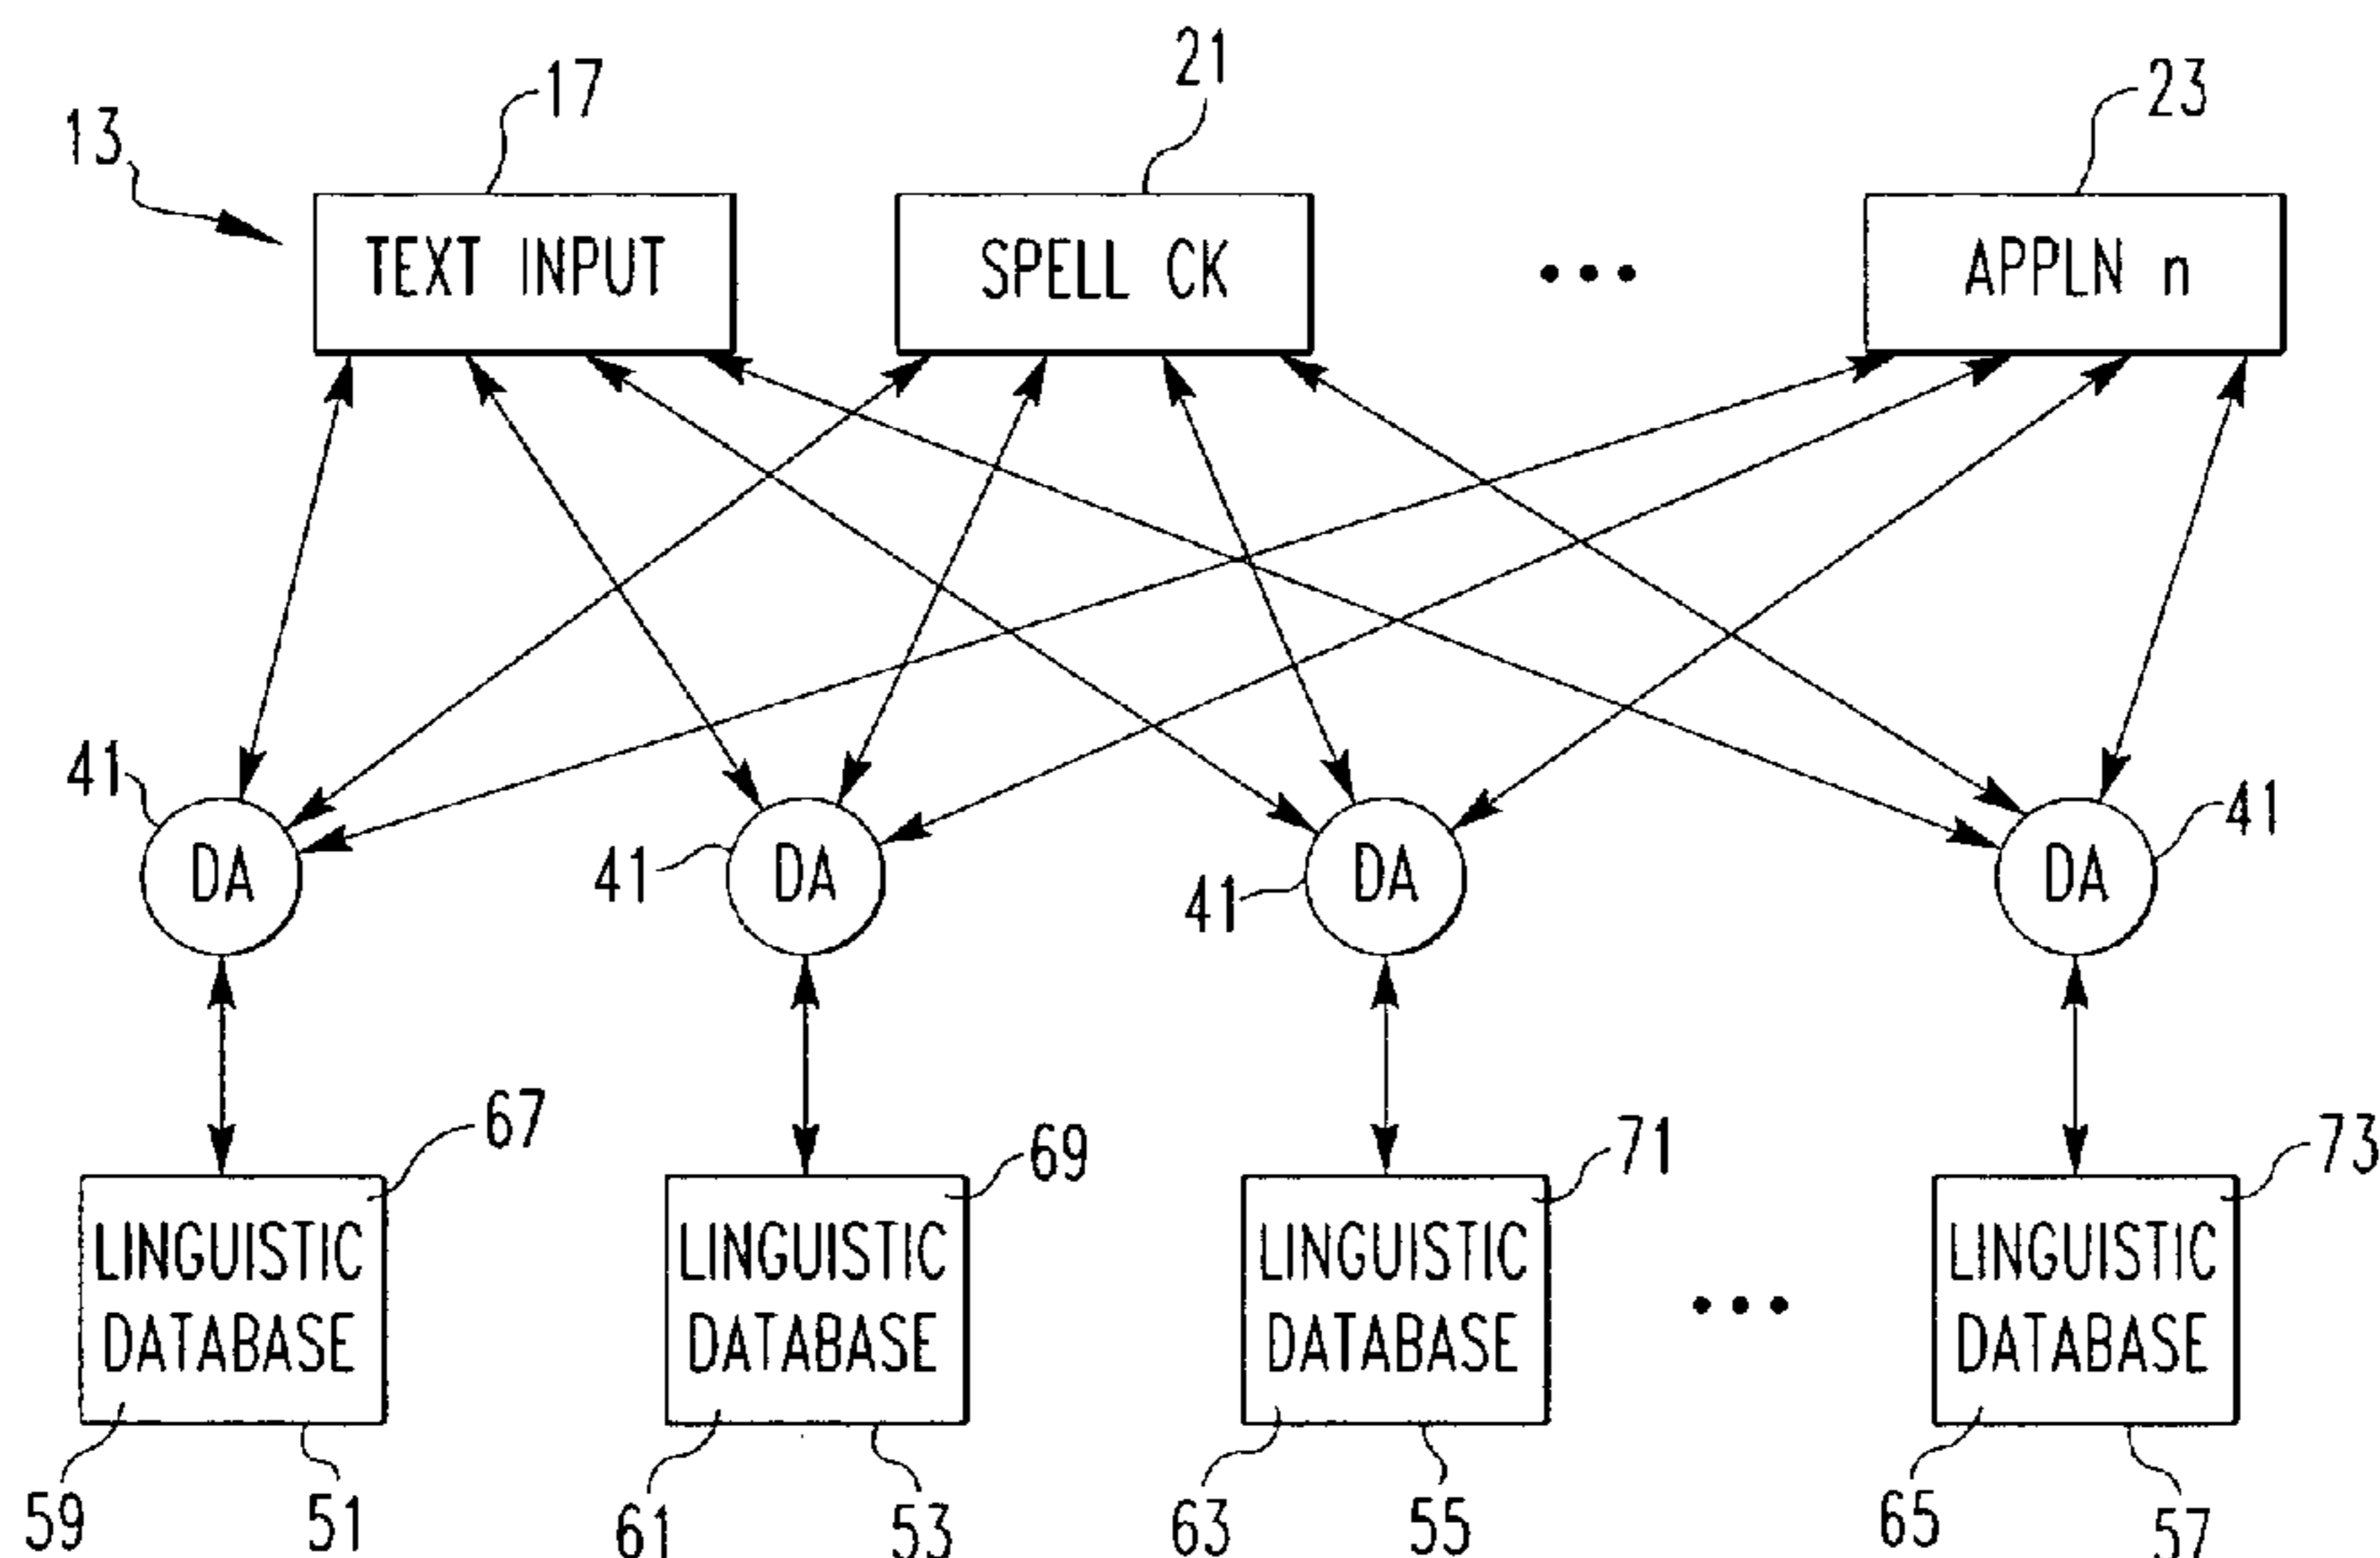 21
17
23
13
TEXT INPUT
SPELL CK
•••
APPLN n
41
41
41
41
DA
DA
DA
DA
67
69
71
73
LINGUISTIC
DATABASE
LINGUISTIC
DATABASE
LINGUISTIC
DATABASE
•••
LINGUISTIC
DATABASE
59
51
61
53
63
55
65
57